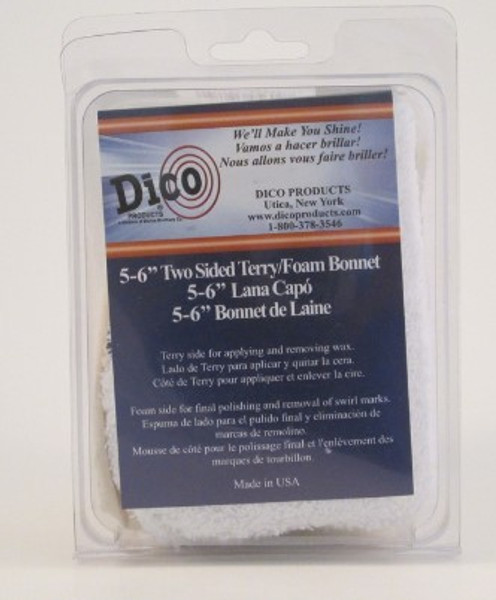 We'll Make You Shine!
Vamos a hacer brillar!
Nous allons vous faire briller!
Dico
®
PRODUCTS
DICO PRODUCTS
Utica, New York
www.dicoproducts.com
1-800-378-3546
5-6” Two Sided Terry/Foam Bonnet
5-6” Lana Capó
5-6” Bonnet de Laine
Terry side for applying and removing wax.
Lado de Terry para aplicar y quitar la cera.
Côté de Terry pour appliquer et enlever la cire.
Foam side for final polishing and removal of swirl marks.
Espuma de lado para el pulido final y eliminación de
marcas de remolino.
Mousse de côté pour le polissage final et l'enlèvement des
marques de tourbillon.
Made in USA